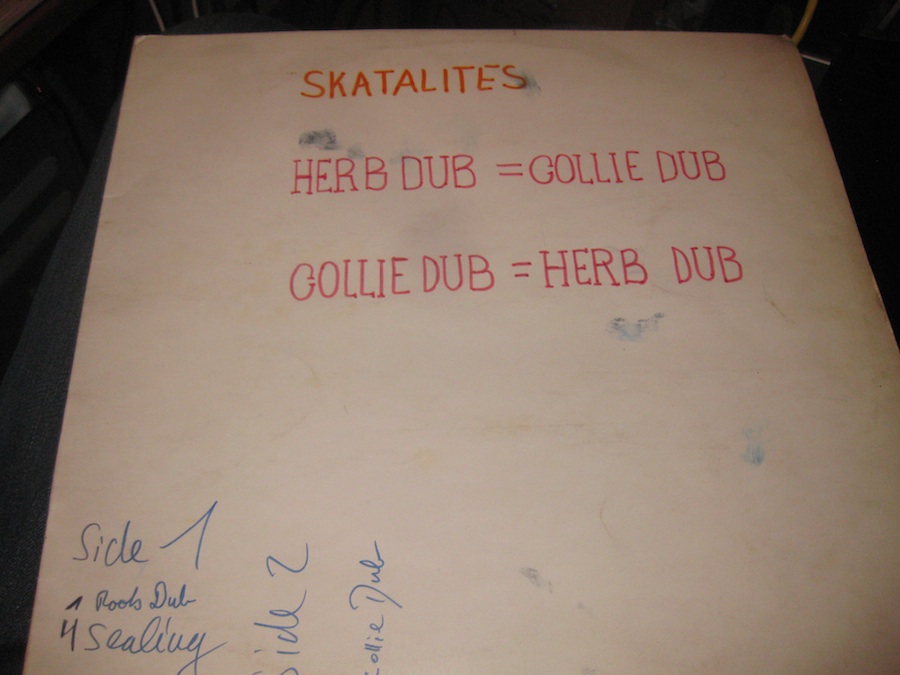 SKATALITES
HERB DUB = COLLIE DUB
COLLIE DUB = HERB DUB
Side 1
1 Roots Dub
4 Sealing
Side 2
Collie Dub